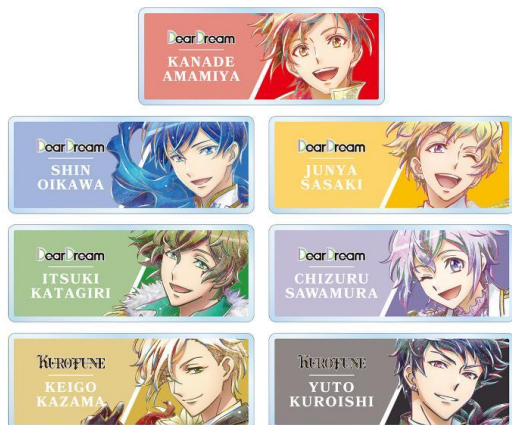 DearDream
KANADE
AMAMIYA
DearDream
SHIN
OIKAWA
DearDream
JUNYA
SASAKI
DearDream
ITSUKI
KATAGIRI
DearDream
CHIZURU
SAWAMURA
KUROFUNE
KEIGO
KAZAMA
KUROFUNE
YUTO
KUROISHI